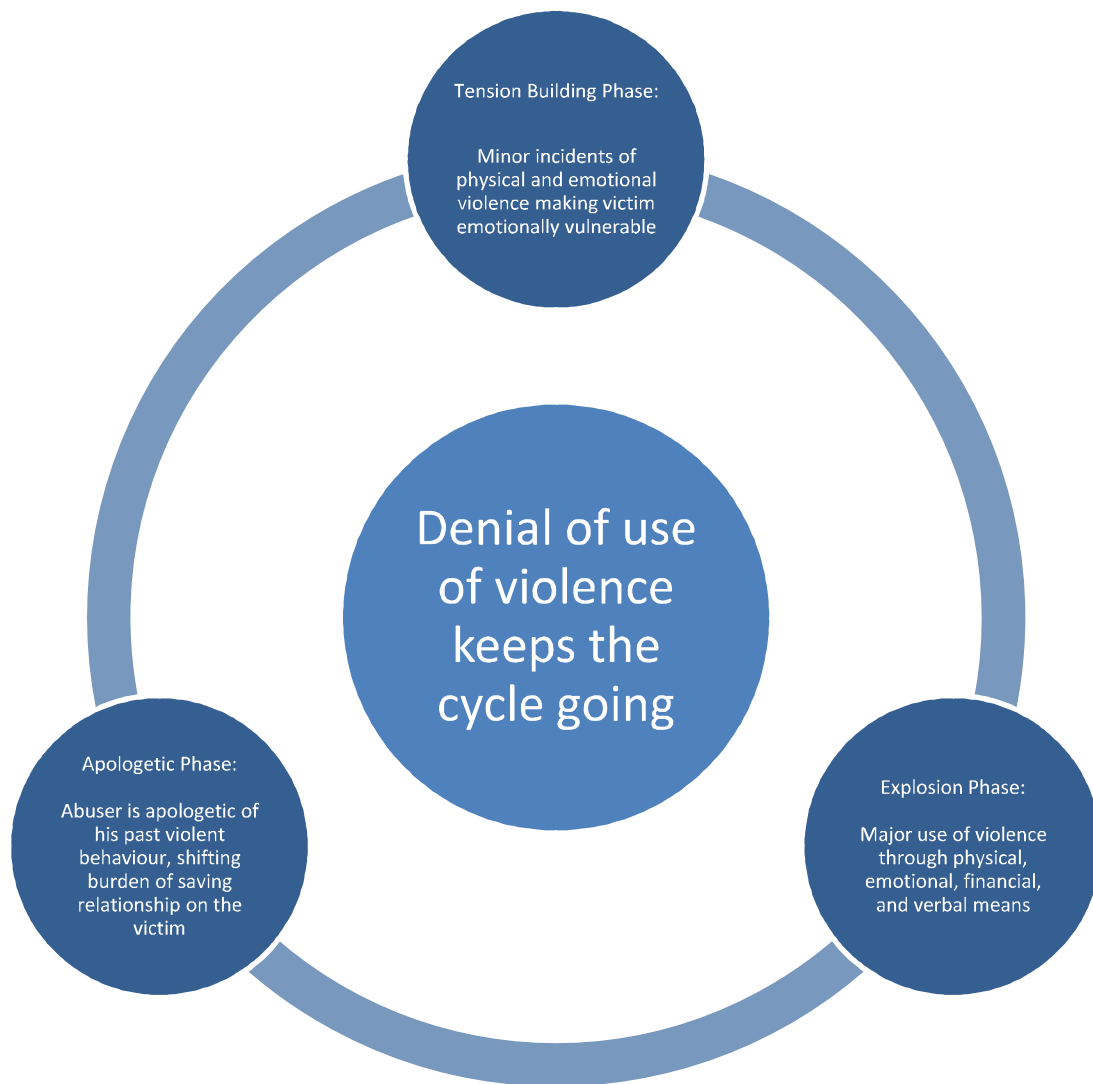 Tension Building Phase:
Minor incidents of
physical and emotional
violence making victim
emotionally vulnerable
Denial of use
of violence
keeps the
cycle going
Apologetic Phase:
Abuser is apologetic of
his past violent
behaviour, shifting
burden of saving
relationship on the
victim
Explosion Phase:
Major use of violence
through physical,
emotional, financial,
and verbal means